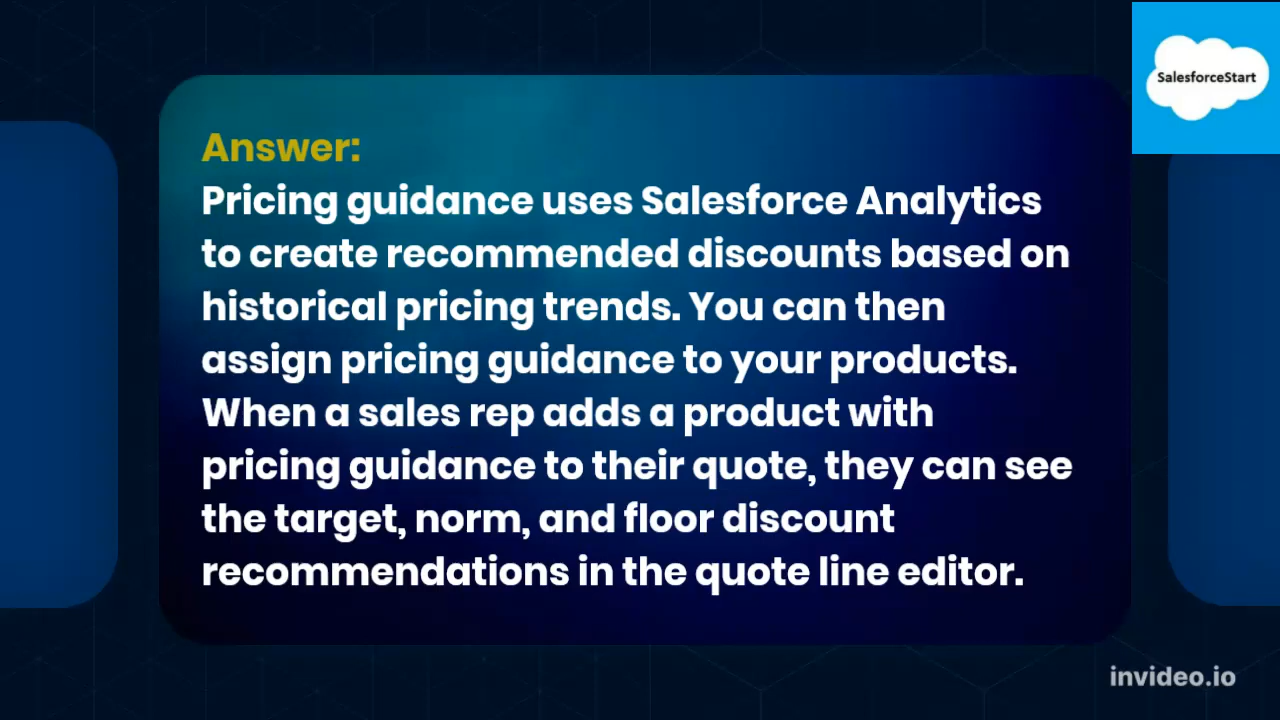 SalesforceStart
Answer:
Pricing guidance uses Salesforce Analytics
to create recommended discounts based on
historical pricing trends. You can then
assign pricing guidance to your products.
When a sales rep adds a product with
pricing guidance to their quote, they can see
the target, norm, and floor discount
recommendations in the quote line editor.
invideo.io